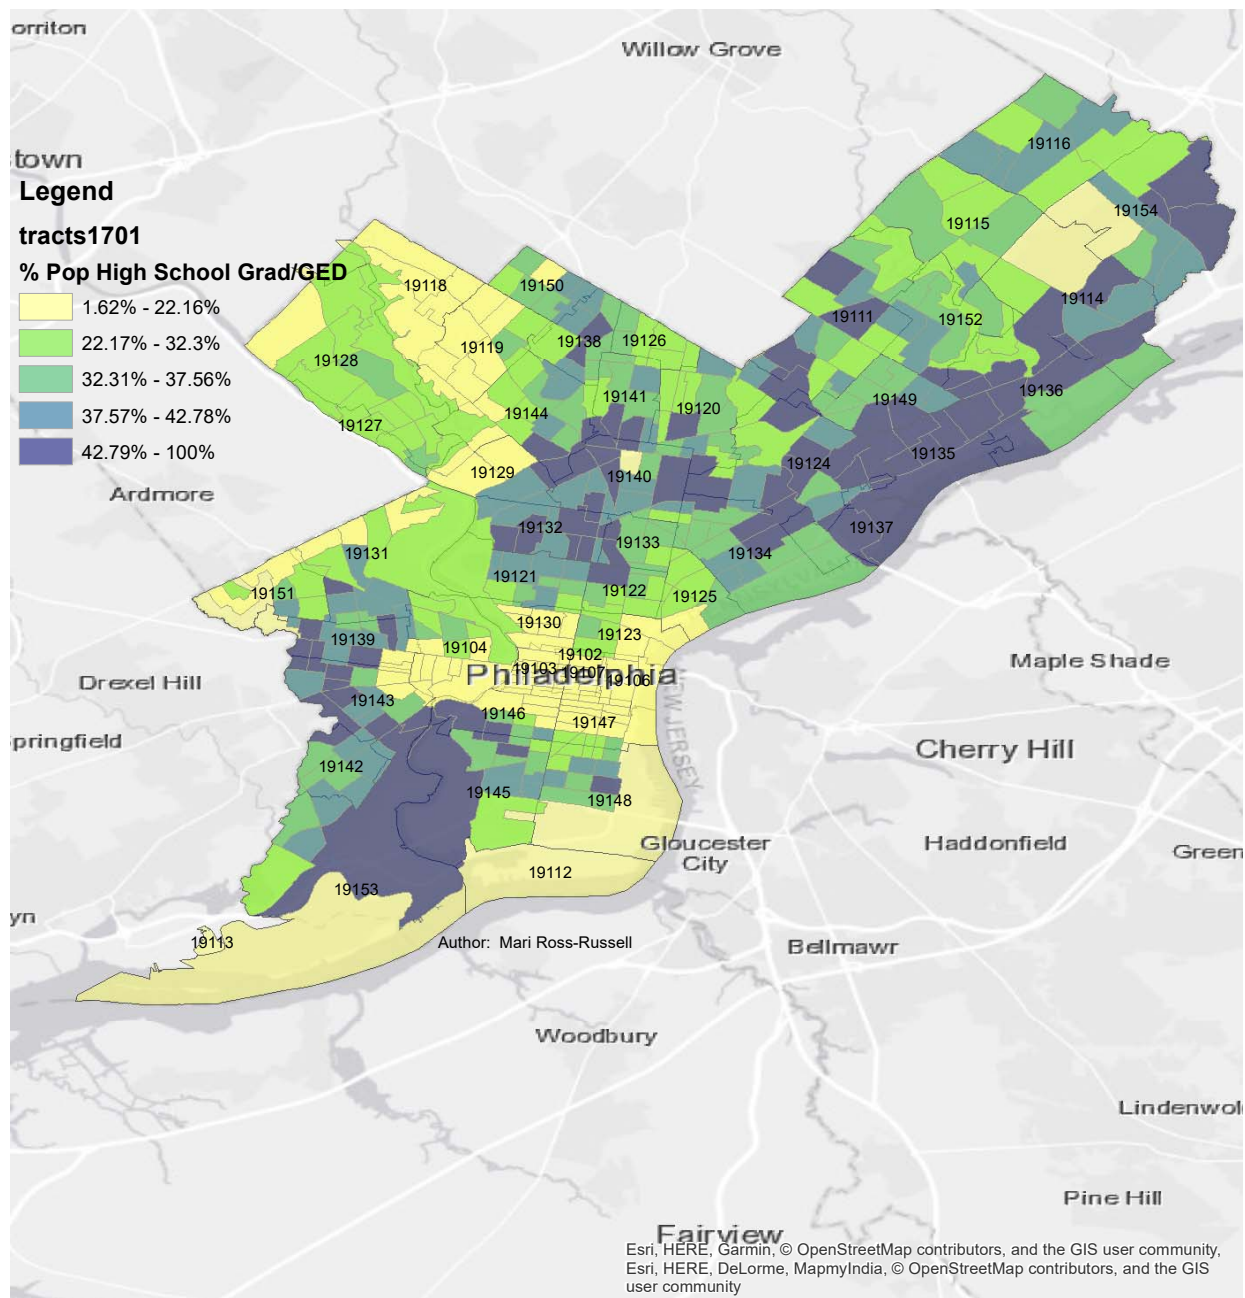 orriton
Willow Grove
town
Legend
tracts1701
% Pop High School Grad/GED
1.62% - 22.16%
22.17% - 32.3%
32.31% - 37.56%
37.57% - 42.78%
42.79% - 100%
19116
19154
19115
19118
19150
19114
19111
19152
19138
19126
19119
19128
19136
19141
19149
19120
19144
19127
19135
19124
19129
19140
Ardmore
19132
19137
19133
19134
19131
19121
19122
19125
19151
19130
19123
19139
19104
19102
19103
19107
19106
Philadelphia
Maple Shade
Drexel Hill
19143
19146
19147
NEW JERSEY
pringfield
Cherry Hill
19142
19145
19148
Gloucester
City
Haddonfield
Green
19112
19153
yn
19113
Author: Mari Ross-Russell
Bellmawr
Woodbury
Lindenwol
Pine Hill
Fairview
Esri, HERE, Garmin, © OpenStreetMap contributors, and the GIS user community,
Esri, HERE, DeLorme, MapmyIndia, © OpenStreetMap contributors, and the GIS
user community